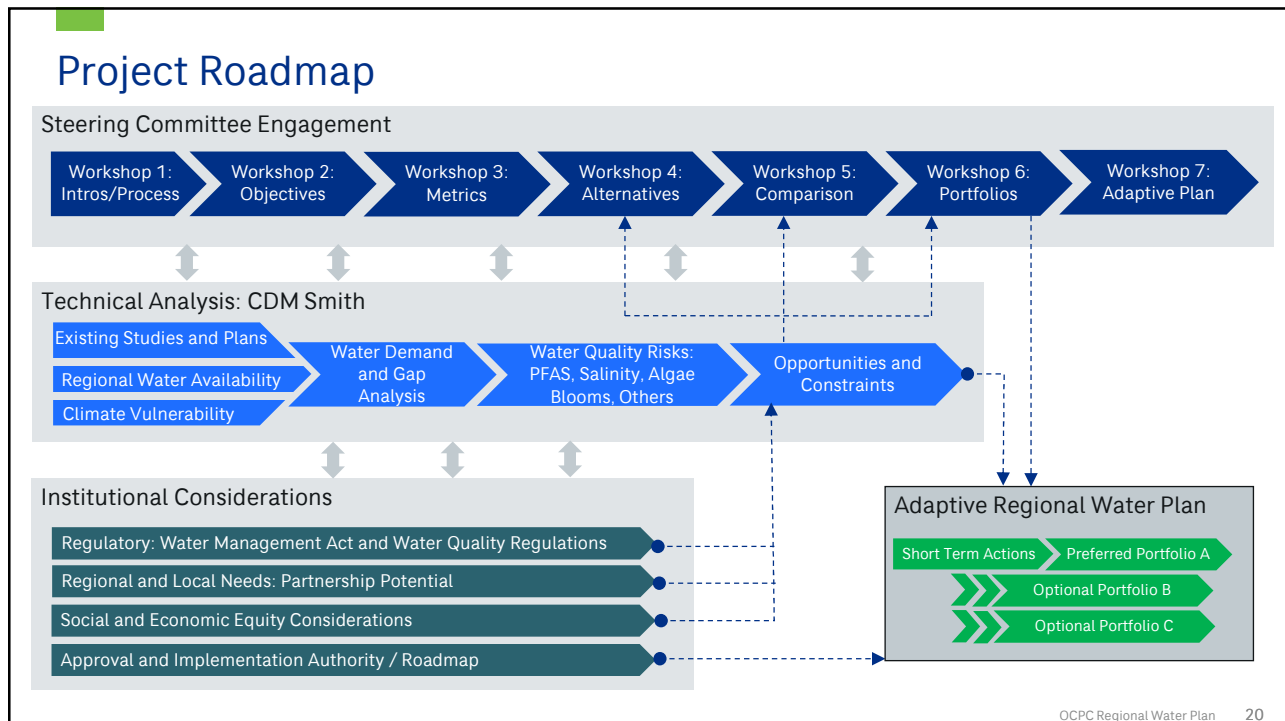 Project Roadmap
Steering Committee Engagement
Workshop 1:
Intros/Process
Workshop 2:
Objectives
Workshop 3:
Metrics
Workshop 4:
Alternatives
Workshop 5:
Comparison
Workshop 6:
Portfolios
Workshop 7:
Adaptive Plan
Technical Analysis: CDM Smith
Existing Studies and Plans
Regional Water Availability
Climate Vulnerability
Water Demand
and Gap
Analysis
Water Quality Risks:
PFAS, Salinity, Algae
Blooms, Others
Opportunities and
Constraints
Institutional Considerations
Regulatory: Water Management Act and Water Quality Regulations
Regional and Local Needs: Partnership Potential
Social and Economic Equity Considerations
Approval and Implementation Authority / Roadmap
Adaptive Regional Water Plan
Short Term Actions
Preferred Portfolio A
Optional Portfolio B
Optional Portfolio C
OCPC Regional Water Plan 20